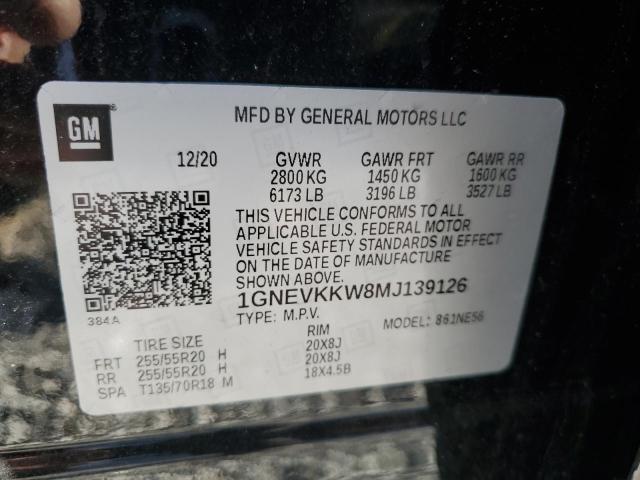 GM
MFD BY GENERAL MOTORS LLC
12/20 GVWR GAWR FRT GAWR RR
2800 KG 1450 KG 1600 KG
6173 LB 3196 LB 3527 LB
THIS VEHICLE CONFORMS TO ALL
APPLICABLE U.S. FEDERAL MOTOR
VEHICLE SAFETY STANDARDS IN EFFECT
ON THE DATE OF MANUFACTURE
SHOWN ABOVE.
1GNEVKKW8MJ139126
384A
TYPE: M.P.V. MODEL: 861NE56
TIRE SIZE RIM
FRT 255/55R20 H 20X8J
RR 255/55R20 H 20X8J
SPA T135/70R18 M 18X4.5B